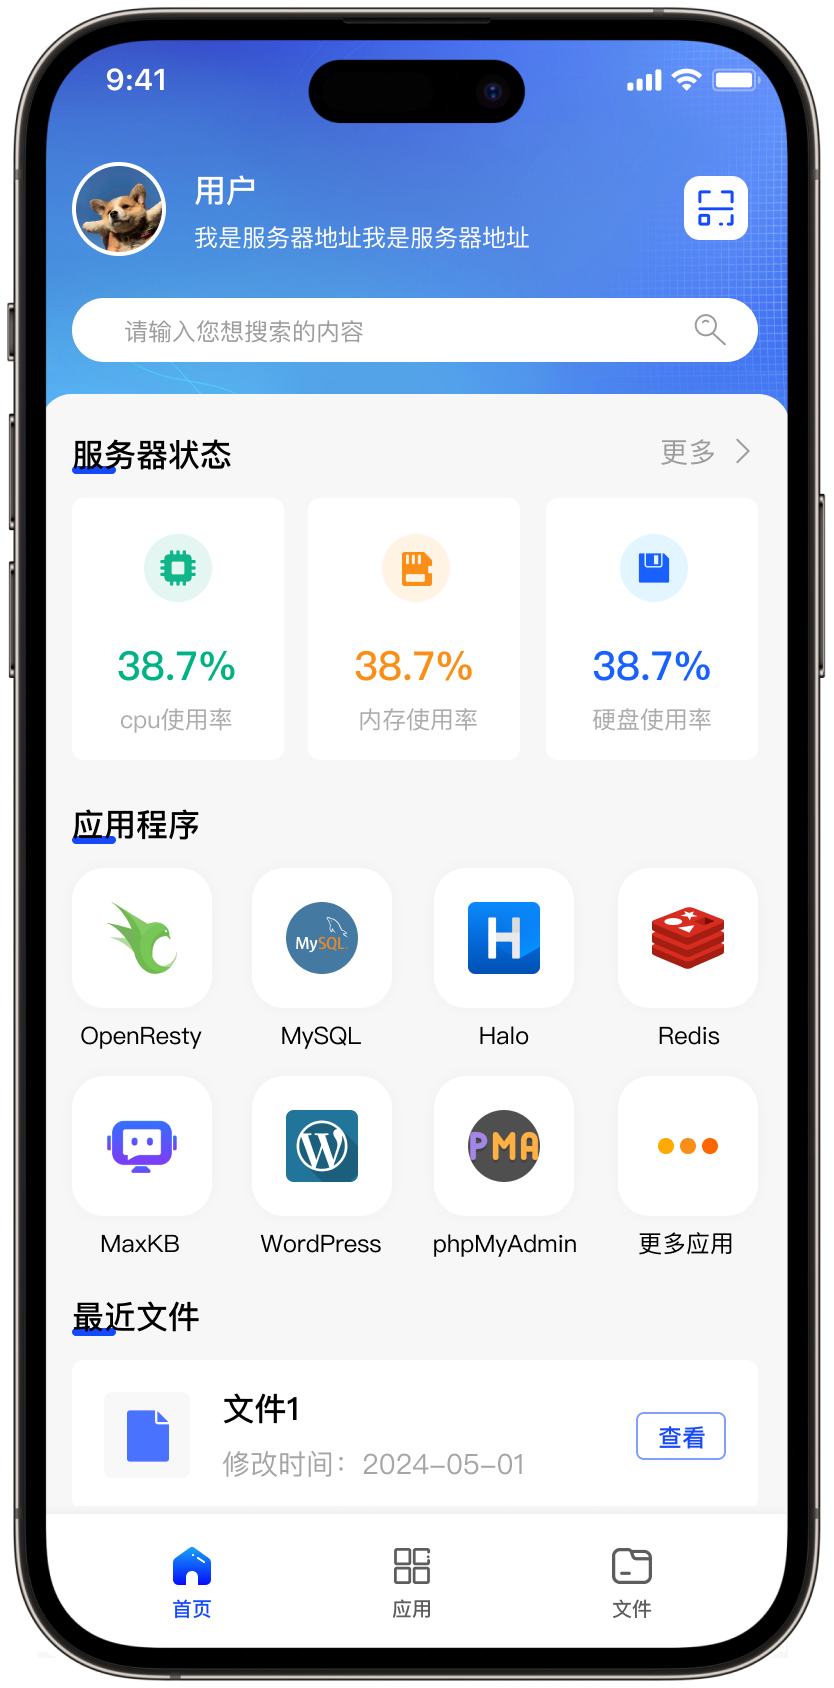 9:41
用户
我是服务器地址我是服务器地址
请输入您想搜索的内容
服务器状态
更多
38.7%
38.7%
38.7%
cpu使用率
内存使用率
硬盘使用率
应用程序
MySQL
H
OpenResty
MySQL
Halo
Redis
W
PMA
MaxKB
WordPress
phpMyAdmin
更多应用
最近文件
文件1
修改时间：2024-05-01
查看
首页
应用
文件